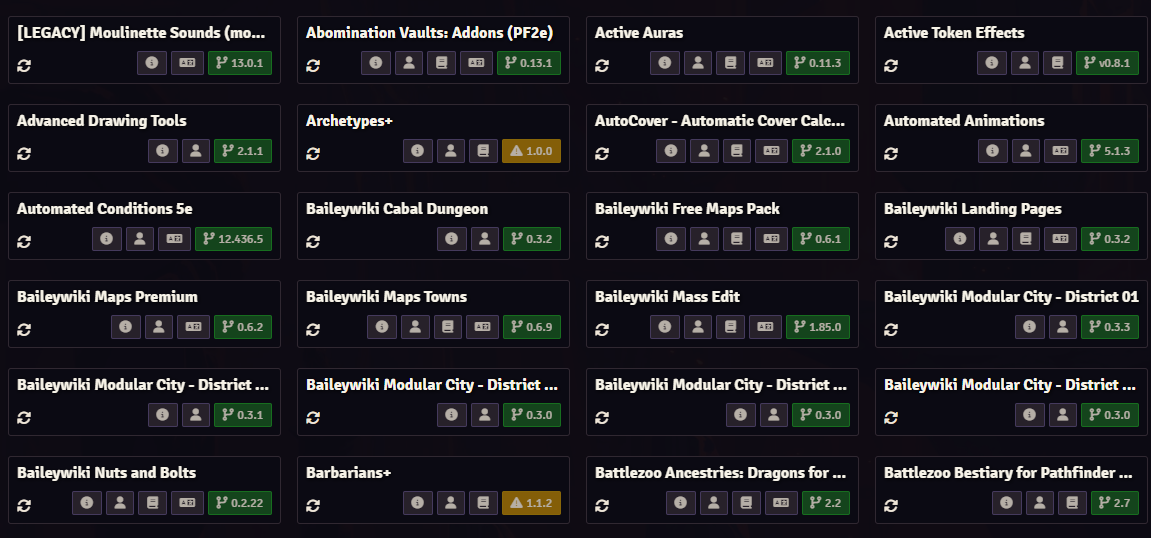 [LEGACY] Moulinette Sounds (mo...
13.0.1
Abomination Vaults: Addons (PF2e)
0.13.1
Active Auras
0.11.3
Active Token Effects
v0.8.1
Advanced Drawing Tools
2.1.1
Archetypes+
1.0.0
AutoCover - Automatic Cover Calc...
2.1.0
Automated Animations
5.1.3
Automated Conditions 5e
12.436.5
Baileywiki Cabal Dungeon
0.3.2
Baileywiki Free Maps Pack
0.6.1
Baileywiki Landing Pages
0.3.2
Baileywiki Maps Premium
0.6.2
Baileywiki Maps Towns
0.6.9
Baileywiki Mass Edit
1.85.0
Baileywiki Modular City - District 01
0.3.3
Baileywiki Modular City - District ...
0.3.1
Baileywiki Modular City - District ...
0.3.0
Baileywiki Modular City - District ...
0.3.0
Baileywiki Modular City - District ...
0.3.0
Baileywiki Nuts and Bolts
0.2.22
Barbarians+
1.1.2
Battlezoo Ancestries: Dragons for ...
2.2
Battlezoo Bestiary for Pathfinder ...
2.7